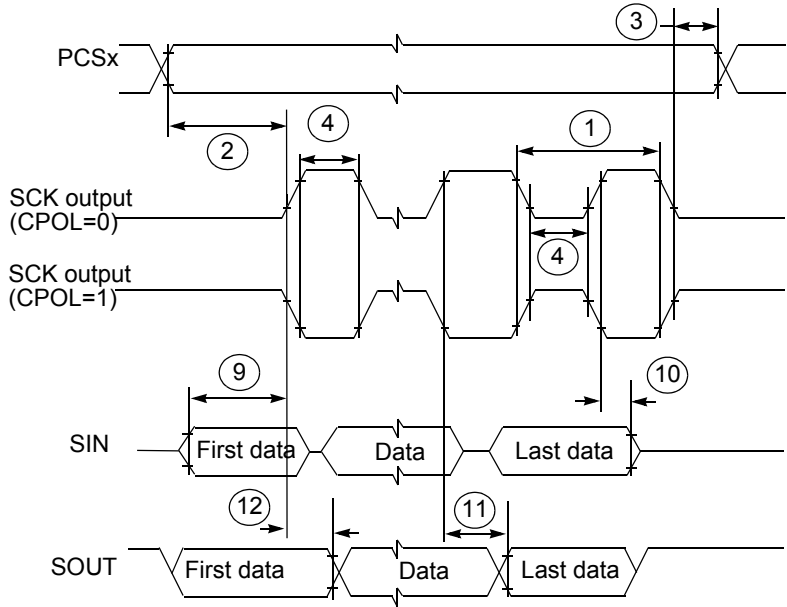 3
PCSx
2
4
1
SCK output
(CPOL=0)
4
SCK output
(CPOL=1)
9
10
SIN
First data
Data
Last data
12
11
SOUT
First data
Data
Last data